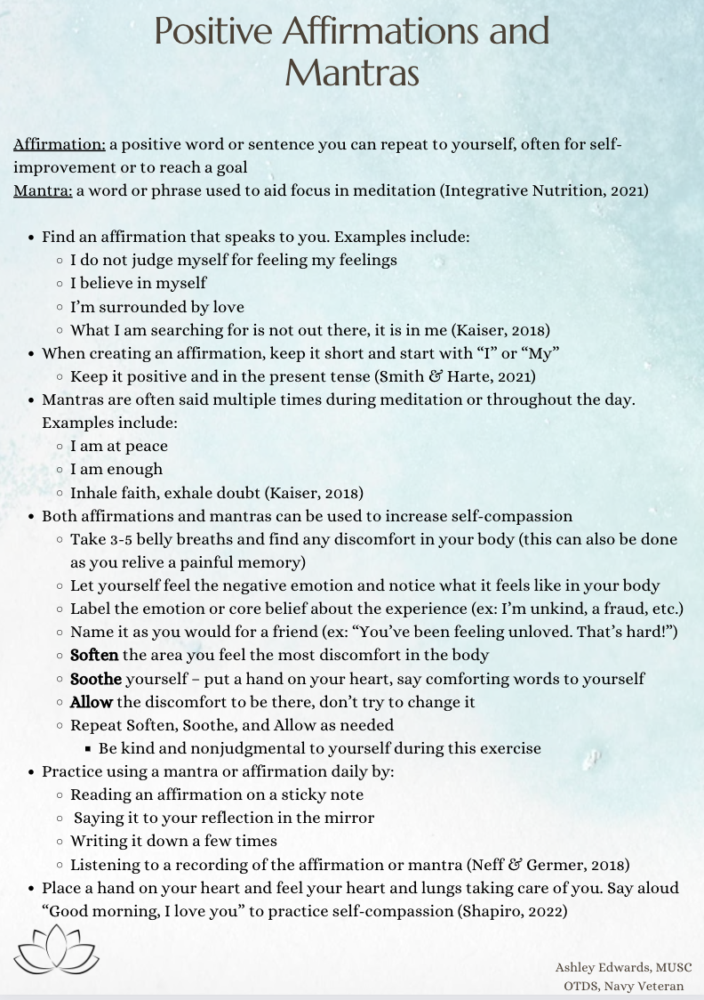 Positive Affirmations and
Mantras
Affirmation: a positive word or sentence you can repeat to yourself, often for self-
improvement or to reach a goal
Mantra: a word or phrase used to aid focus in meditation (Integrative Nutrition, 2021)
• Find an affirmation that speaks to you. Examples include:
◦ I do not judge myself for feeling my feelings
◦ I believe in myself
◦ I’m surrounded by love
◦ What I am searching for is not out there, it is in me (Kaiser, 2018)
• When creating an affirmation, keep it short and start with “I” or “My”
◦ Keep it positive and in the present tense (Smith & Harte, 2021)
• Mantras are often said multiple times during meditation or throughout the day.
Examples include:
◦ I am at peace
◦ I am enough
◦ Inhale faith, exhale doubt (Kaiser, 2018)
• Both affirmations and mantras can be used to increase self-compassion
◦ Take 3-5 belly breaths and find any discomfort in your body (this can also be done
as you relive a painful memory)
◦ Let yourself feel the negative emotion and notice what it feels like in your body
◦ Label the emotion or core belief about the experience (ex: I’m unkind, a fraud, etc.)
◦ Name it as you would for a friend (ex: “You’ve been feeling unloved. That’s hard!”)
◦ Soften the area you feel the most discomfort in the body
◦ Soothe yourself – put a hand on your heart, say comforting words to yourself
◦ Allow the discomfort to be there, don’t try to change it
◦ Repeat Soften, Soothe, and Allow as needed
▪ Be kind and nonjudgmental to yourself during this exercise
• Practice using a mantra or affirmation daily by:
◦ Reading an affirmation on a sticky note
◦ Saying it to your reflection in the mirror
◦ Writing it down a few times
◦ Listening to a recording of the affirmation or mantra (Neff & Germer, 2018)
• Place a hand on your heart and feel your heart and lungs taking care of you. Say aloud
“Good morning, I love you” to practice self-compassion (Shapiro, 2022)
Ashley Edwards, MUSC
OTDS, Navy Veteran